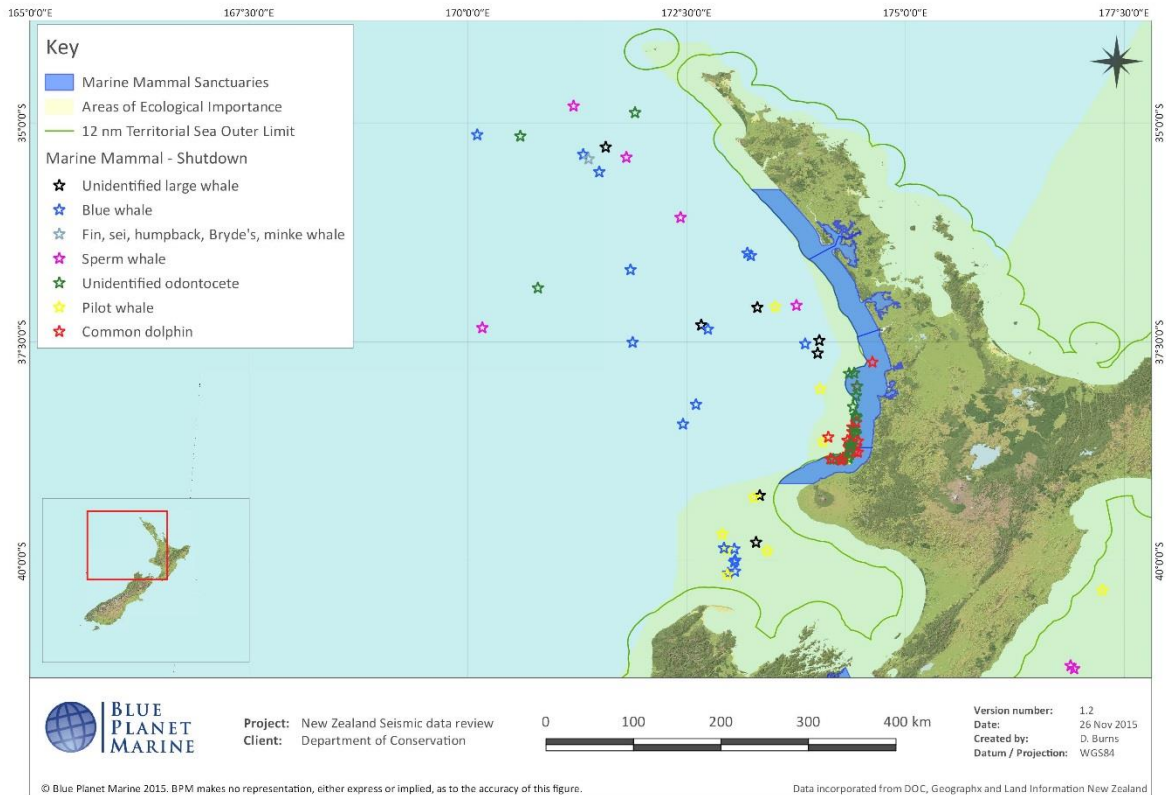 165°0'0"E 167°30'0"E 170°0'0"E 172°30'0"E 175°0'0"E 177°30'0"E
Key
Marine Mammal Sanctuaries
Areas of Ecological Importance
12 nm Territorial Sea Outer Limit
Marine Mammal - Shutdown
Unidentified large whale
Blue whale
Fin, sei, humpback, Bryde's, minke whale
Sperm whale
Unidentified odontocete
Pilot whale
Common dolphin
35°0'0"S
37°30'0"S
40°0'0"S
35°0'0"S
37°30'0"S
40°0'0"S
BLUE
PLANET
MARINE
Project: New Zealand Seismic data review
Client: Department of Conservation
0 100 200 300 400 km
Version number: 1.2
Date: 26 Nov 2015
Created by: D. Burns
Datum / Projection: WGS84
© Blue Planet Marine 2015. BPM makes no representation, either express or implied, as to the accuracy of this figure.
Data incorporated from DOC, Geographx and Land Information New Zealand